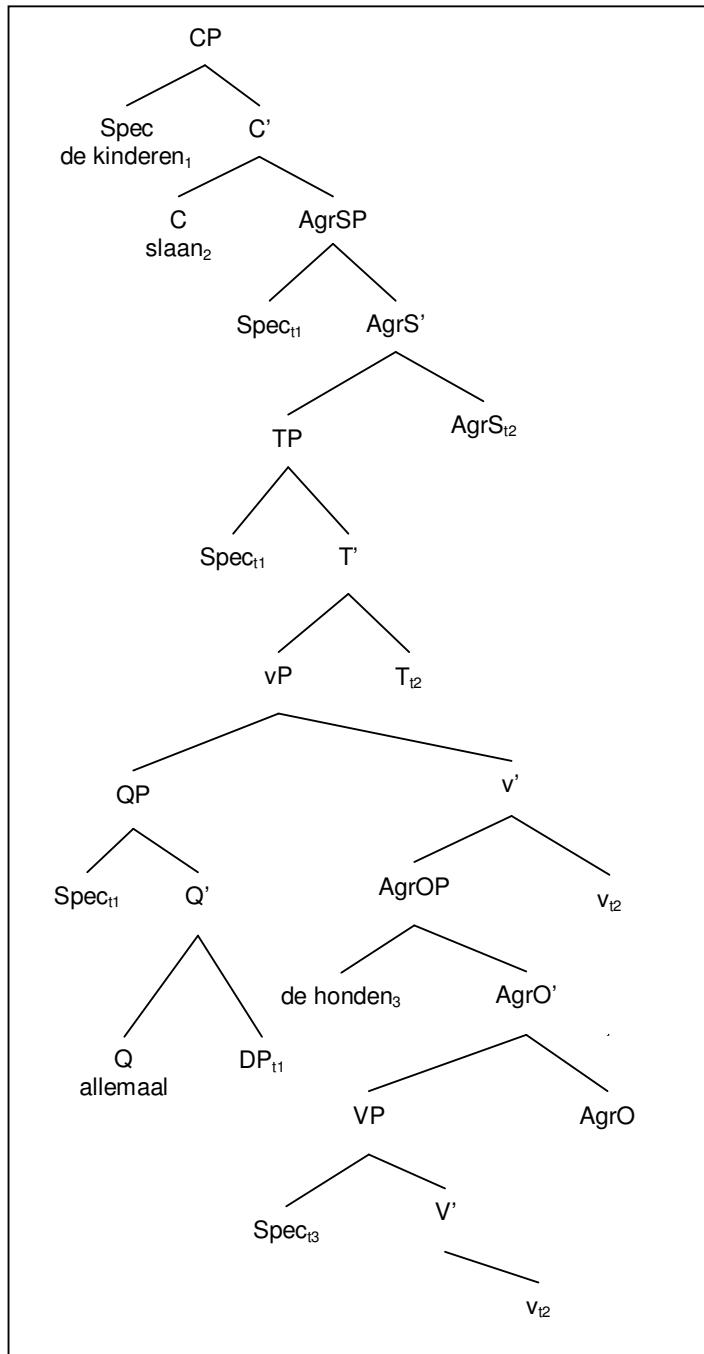 CP
Spec C’
de kinderen1
C AgrSP
slaan2
Spect1 AgrS’
TP AgrSt2
Spect1 T’
vP Tt2
QP v’
Spect1 Q’ AgrOP vt2
de honden3 AgrO’
Q DPt1
allemaal
VP AgrO
Spect3 V’
vt2